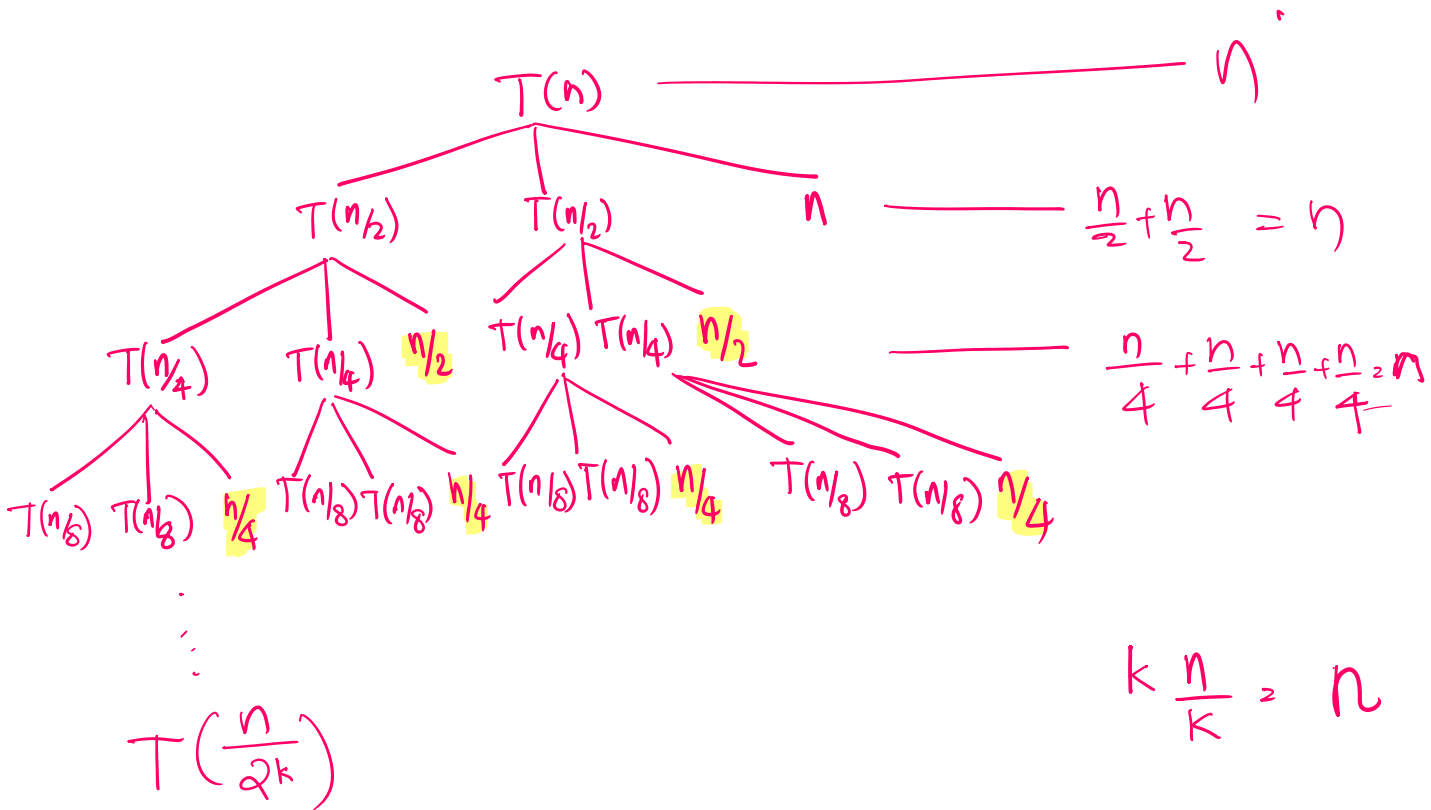 T(n) n
T(n/2) T(n/2) n n/2 + n/2 = n
T(n/4) T(n/4) n/2 T(n/4) T(n/4) n/2 n/4 + n/4 + n/4 + n/4 = n
T(n/8) T(n/8) n/4 T(n/8) T(n/8) n/4 T(n/8) T(n/8) n/4 T(n/8) T(n/8) n/4
T(n/2^k) k n/k = n